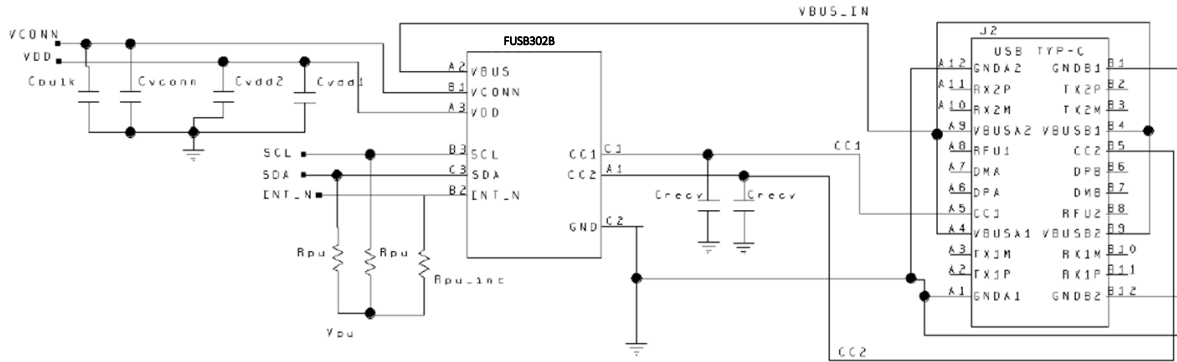 VBUS_IN
VCONN
VDD
FUSB302B
J2
USB TYP-C
Cbulk Cvconn Cvdd2 Cvdd1
A2 VBUS
B1 VCONN
A3 VDD
SCL B3 SCL
SDA C3 SDA
INT_N B2 INT_N
CC1 C1
CC2 A1
GND C2
CC1
Crecv Crecv
Rpu Rpu Rpu_int
Vpu
CC2
A12 GNDA2 GNDB1 B1
A11 RX2P TX2P B2
A10 RX2M TX2M B3
A9 VBUSA2 VBUSB1 B4
A8 RFU1 CC2 B5
A7 DMA DPB B6
A6 DPA DMB B7
A5 CC1 RFU2 B8
A4 VBUSA1 VBUSB2 B9
A3 TX1M RX1M B10
A2 TX1P RX1P B11
A1 GNDA1 GNDB2 B12